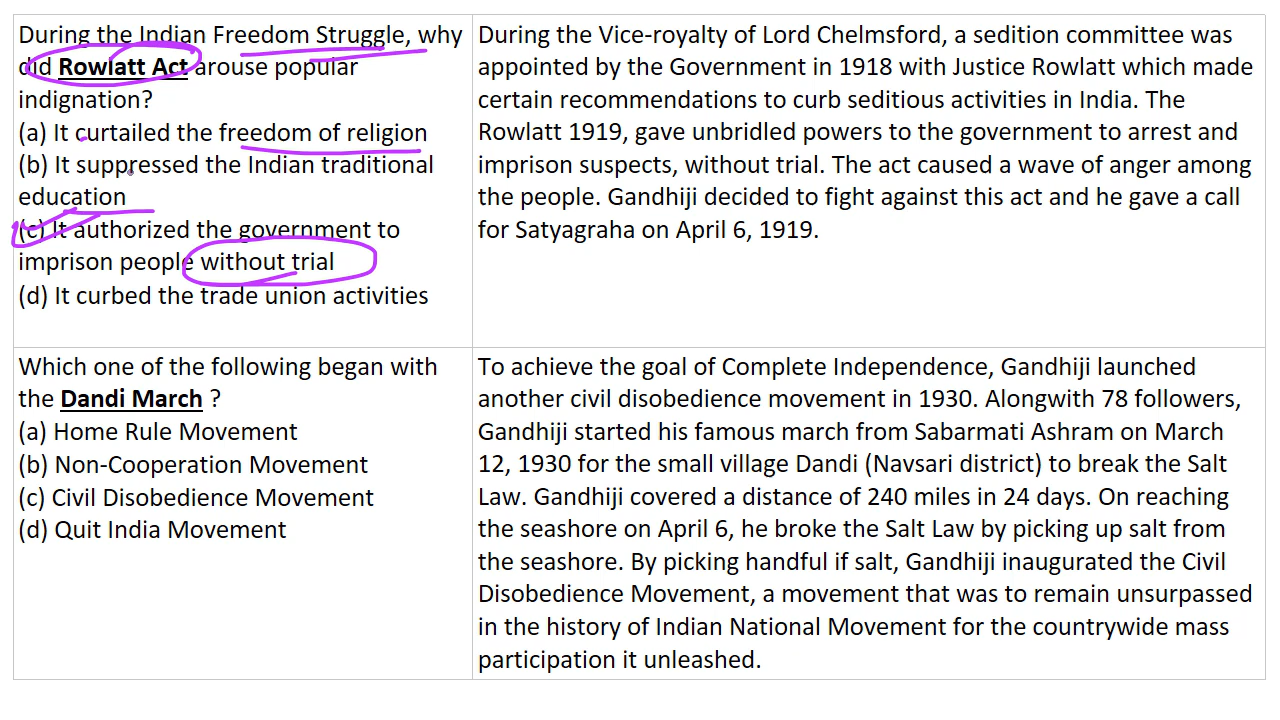 During the Indian Freedom Struggle, why
did Rowlatt Act arouse popular
indignation?
(a) It curtailed the freedom of religion
(b) It suppressed the Indian traditional
education
(c) It authorized the government to
imprison people without trial
(d) It curbed the trade union activities
During the Vice-royalty of Lord Chelmsford, a sedition committee was
appointed by the Government in 1918 with Justice Rowlatt which made
certain recommendations to curb seditious activities in India. The
Rowlatt 1919, gave unbridled powers to the government to arrest and
imprison suspects, without trial. The act caused a wave of anger among
the people. Gandhiji decided to fight against this act and he gave a call
for Satyagraha on April 6, 1919.
Which one of the following began with
the Dandi March ?
(a) Home Rule Movement
(b) Non-Cooperation Movement
(c) Civil Disobedience Movement
(d) Quit India Movement
To achieve the goal of Complete Independence, Gandhiji launched
another civil disobedience movement in 1930. Alongwith 78 followers,
Gandhiji started his famous march from Sabarmati Ashram on March
12, 1930 for the small village Dandi (Navsari district) to break the Salt
Law. Gandhiji covered a distance of 240 miles in 24 days. On reaching
the seashore on April 6, he broke the Salt Law by picking up salt from
the seashore. By picking handful if salt, Gandhiji inaugurated the Civil
Disobedience Movement, a movement that was to remain unsurpassed
in the history of Indian National Movement for the countrywide mass
participation it unleashed.